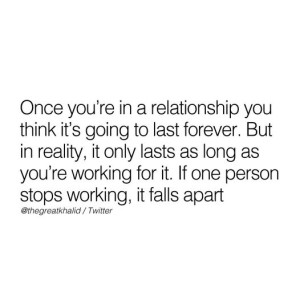 Once you're in a relationship you
think it's going to last forever. But
in reality, it only lasts as long as
you're working for it. If one person
stops working, it falls apart
@thegreatkhalid / Twitter